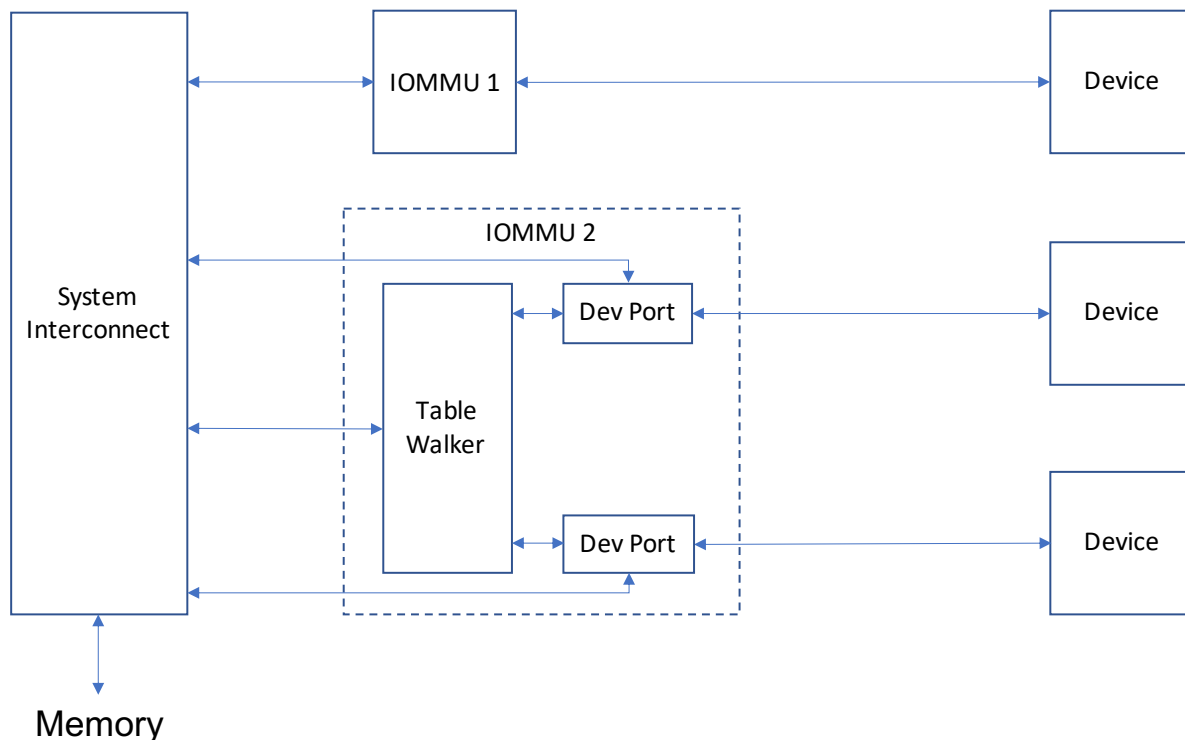 IOMMU 1
Device
IOMMU 2
System
Interconnect
Dev Port
Device
Table
Walker
Dev Port
Device
Memory